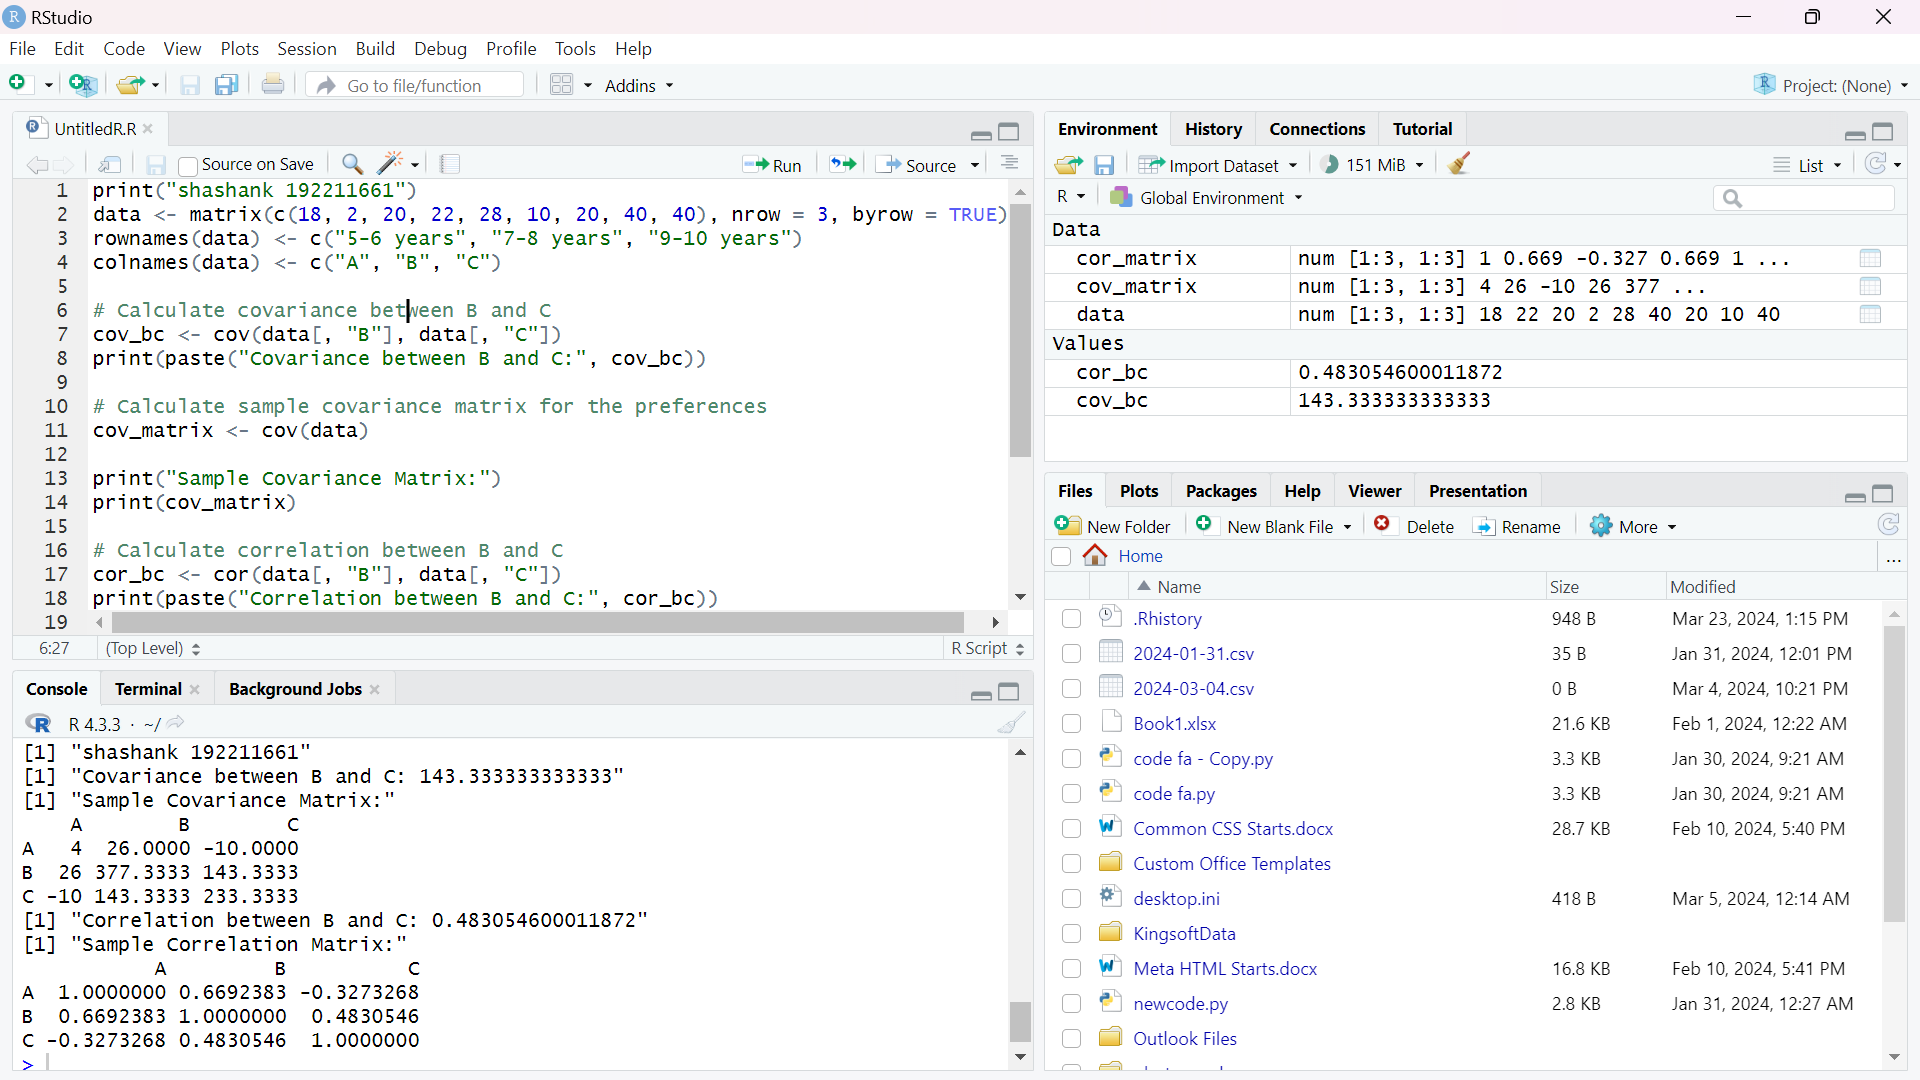 RStudio
File Edit Code View Plots Session Build Debug Profile Tools Help
Go to file/function Addins Project: (None)
UntitledR.R
Source on Save Run Source
1 print("shashank 192211661")
2 data <- matrix(c(18, 2, 20, 22, 28, 10, 20, 40, 40), nrow = 3, byrow = TRUE)
3 rownames(data) <- c("5-6 years", "7-8 years", "9-10 years")
4 colnames(data) <- c("A", "B", "C")
5
6 # Calculate covariance between B and C
7 cov_bc <- cov(data[, "B"], data[, "C"])
8 print(paste("Covariance between B and C:", cov_bc))
9
10 # Calculate sample covariance matrix for the preferences
11 cov_matrix <- cov(data)
12
13 print("Sample Covariance Matrix:")
14 print(cov_matrix)
15
16 # Calculate correlation between B and C
17 cor_bc <- cor(data[, "B"], data[, "C"])
18 print(paste("Correlation between B and C:", cor_bc))
19
6:27 (Top Level) R Script
Console Terminal Background Jobs
R 4.3.3 · ~/
[1] "shashank 192211661"
[1] "Covariance between B and C: 143.333333333333"
[1] "Sample Covariance Matrix:"
A B C
A 4 26.0000 -10.0000
B 26 377.3333 143.3333
C -10 143.3333 233.3333
[1] "Correlation between B and C: 0.483054600011872"
[1] "Sample Correlation Matrix:"
A B C
A 1.0000000 0.6692383 -0.3273268
B 0.6692383 1.0000000 0.4830546
C -0.3273268 0.4830546 1.0000000
>
Environment History Connections Tutorial
Import Dataset 151 MiB List
R Global Environment
Data
cor_matrix num [1:3, 1:3] 1 0.669 -0.327 0.669 1 ...
cov_matrix num [1:3, 1:3] 4 26 -10 26 377 ...
data num [1:3, 1:3] 18 22 20 2 28 40 20 10 40
Values
cor_bc 0.483054600011872
cov_bc 143.333333333333
Files Plots Packages Help Viewer Presentation
New Folder New Blank File Delete Rename More
Home ...
Name Size Modified
.Rhistory 948 B Mar 23, 2024, 1:15 PM
2024-01-31.csv 35 B Jan 31, 2024, 12:01 PM
2024-03-04.csv 0 B Mar 4, 2024, 10:21 PM
Book1.xlsx 21.6 KB Feb 1, 2024, 12:22 AM
code fa - Copy.py 3.3 KB Jan 30, 2024, 9:21 AM
code fa.py 3.3 KB Jan 30, 2024, 9:21 AM
Common CSS Starts.docx 28.7 KB Feb 10, 2024, 5:40 PM
Custom Office Templates
desktop.ini 418 B Mar 5, 2024, 12:14 AM
KingsoftData
Meta HTML Starts.docx 16.8 KB Feb 10, 2024, 5:41 PM
newcode.py 2.8 KB Jan 31, 2024, 12:27 AM
Outlook Files